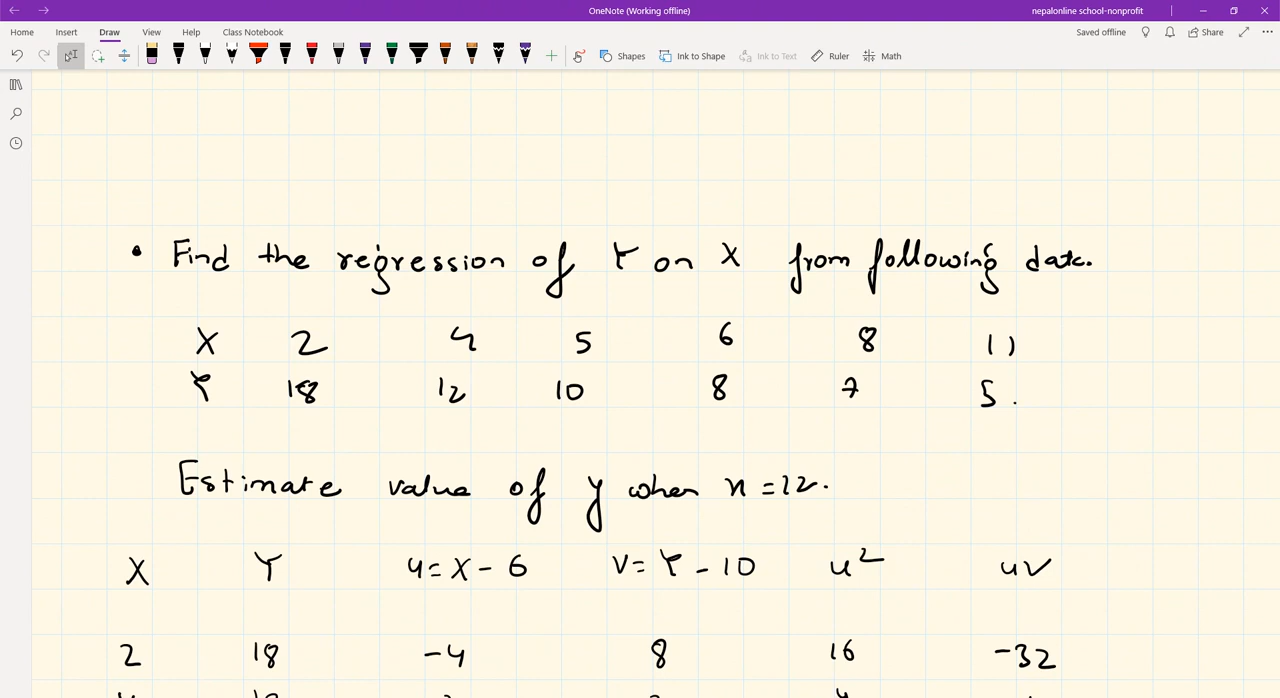 OneNote (Working offline)
nepalonline school-nonprofit
Home Insert Draw View Help Class Notebook
Saved offline Share
Shapes Ink to Shape Ink to Text Ruler Math
• Find the regression of Y on X from following data.
X 2 4 5 6 8 11
Y 18 12 10 8 7 5.
Estimate value of y when x = 12.
X Y u = X - 6 v = Y - 10 u² uv
2 18 -4 8 16 -32